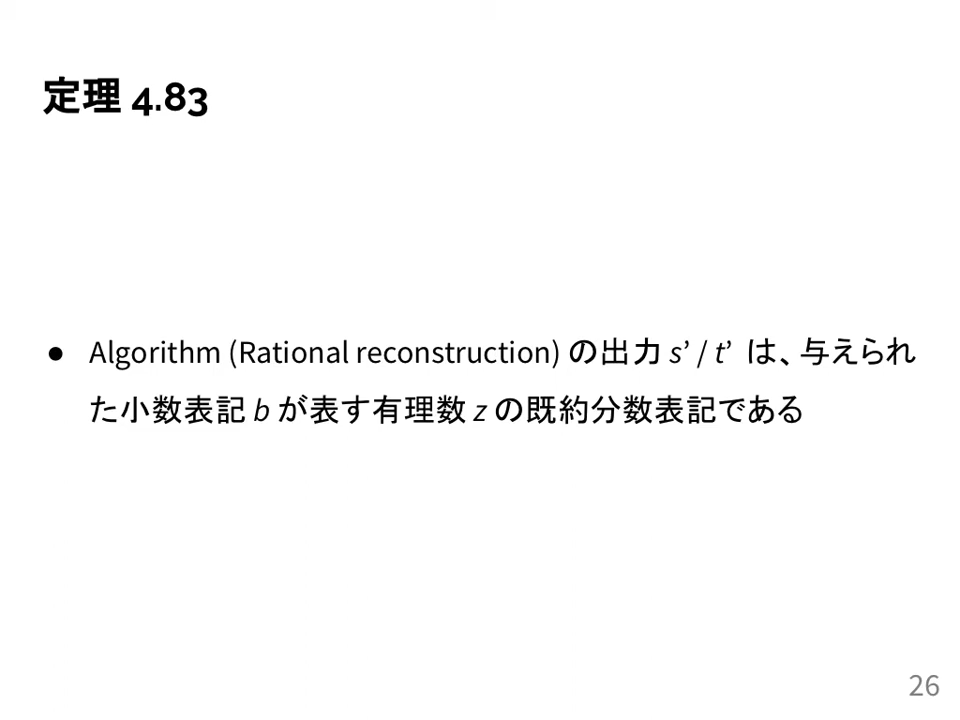 定理 4.83
● Algorithm (Rational reconstruction) の出力 s’ / t’ は、与えられ
た小数表記 b が表す有理数 z の既約分数表記である
26